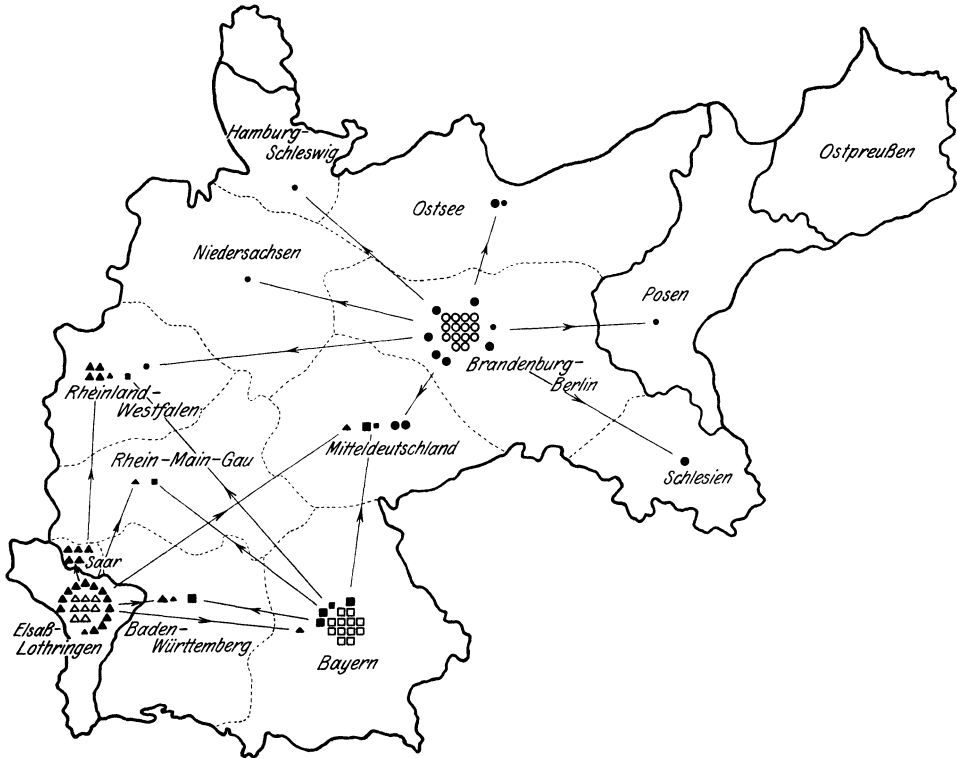 Hamburg-
Schleswig
Ostpreußen
Ostsee
Niedersachsen
Posen
Brandenburg-
Berlin
Rheinland-
Westfalen
Mitteldeutschland
Rhein-Main-Gau
Schlesien
Saar
Elsaß-
Lothringen
Baden-
Württemberg
Bayern